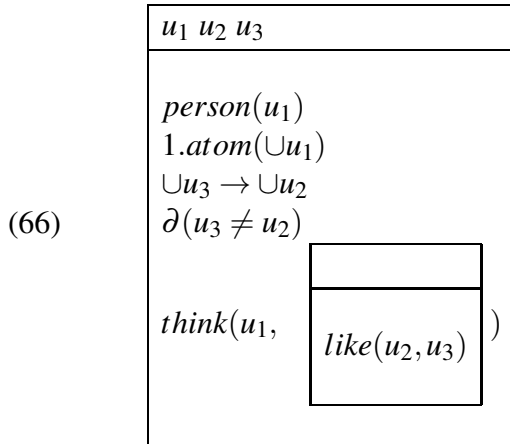 u₁ u₂ u₃
person(u₁)
1.atom(∪u₁)
∪u₃ → ∪u₂
(66) ∂(u₃ ≠ u₂)
think(u₁, like(u₂,u₃) )